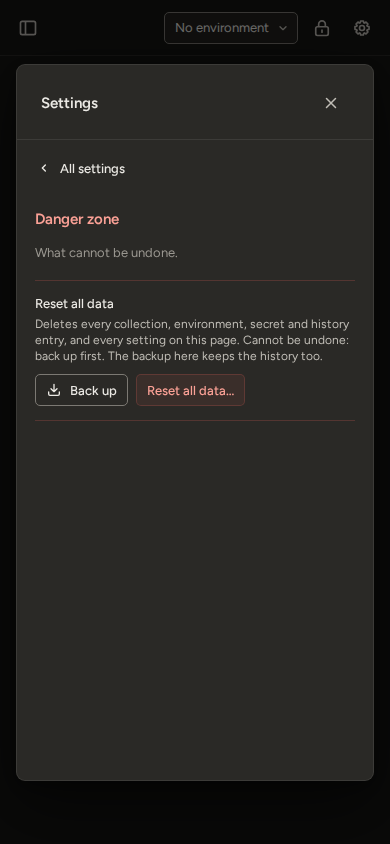 No environment
Settings
All settings
Danger zone
What cannot be undone.
Reset all data
Deletes every collection, environment, secret and history
entry, and every setting on this page. Cannot be undone:
back up first. The backup here keeps the history too.
Back up
Reset all data...